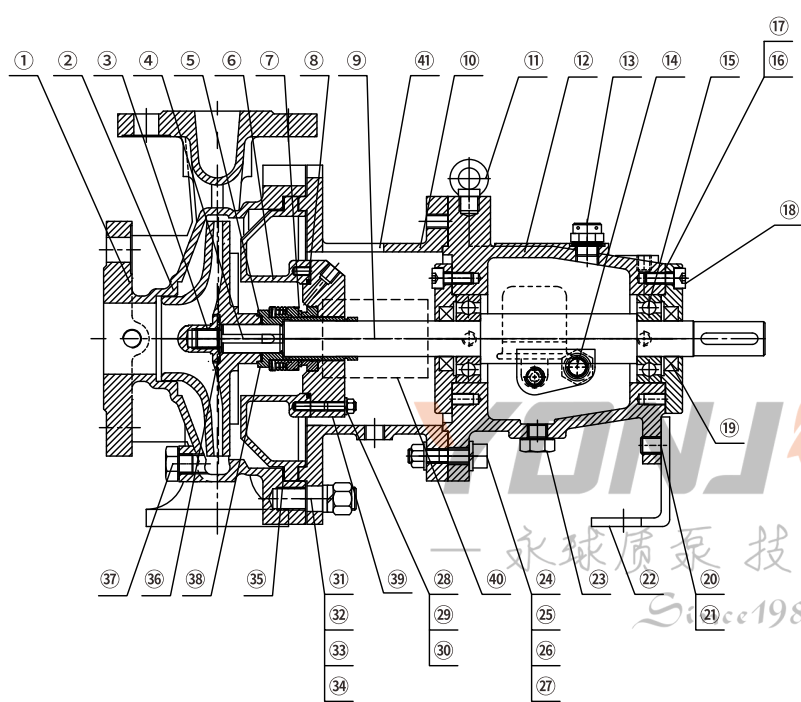 ⑰
① ② ③ ④ ⑤ ⑥ ⑦ ⑧ ⑨ ㊶ ⑩ ⑪ ⑫ ⑬ ⑭ ⑮ ⑯
⑱
⑲
YONJ
一 永球质泵 技
㊲ ㊱ ㊳ ㉟ ㉛ ㊴ ㉘ ㊵ ㉔ ㉓ ㉒ ⑳
Since198
㉜ ㉙ ㉕ ㉑
㉝ ㉚ ㉖
㉞ ㉗